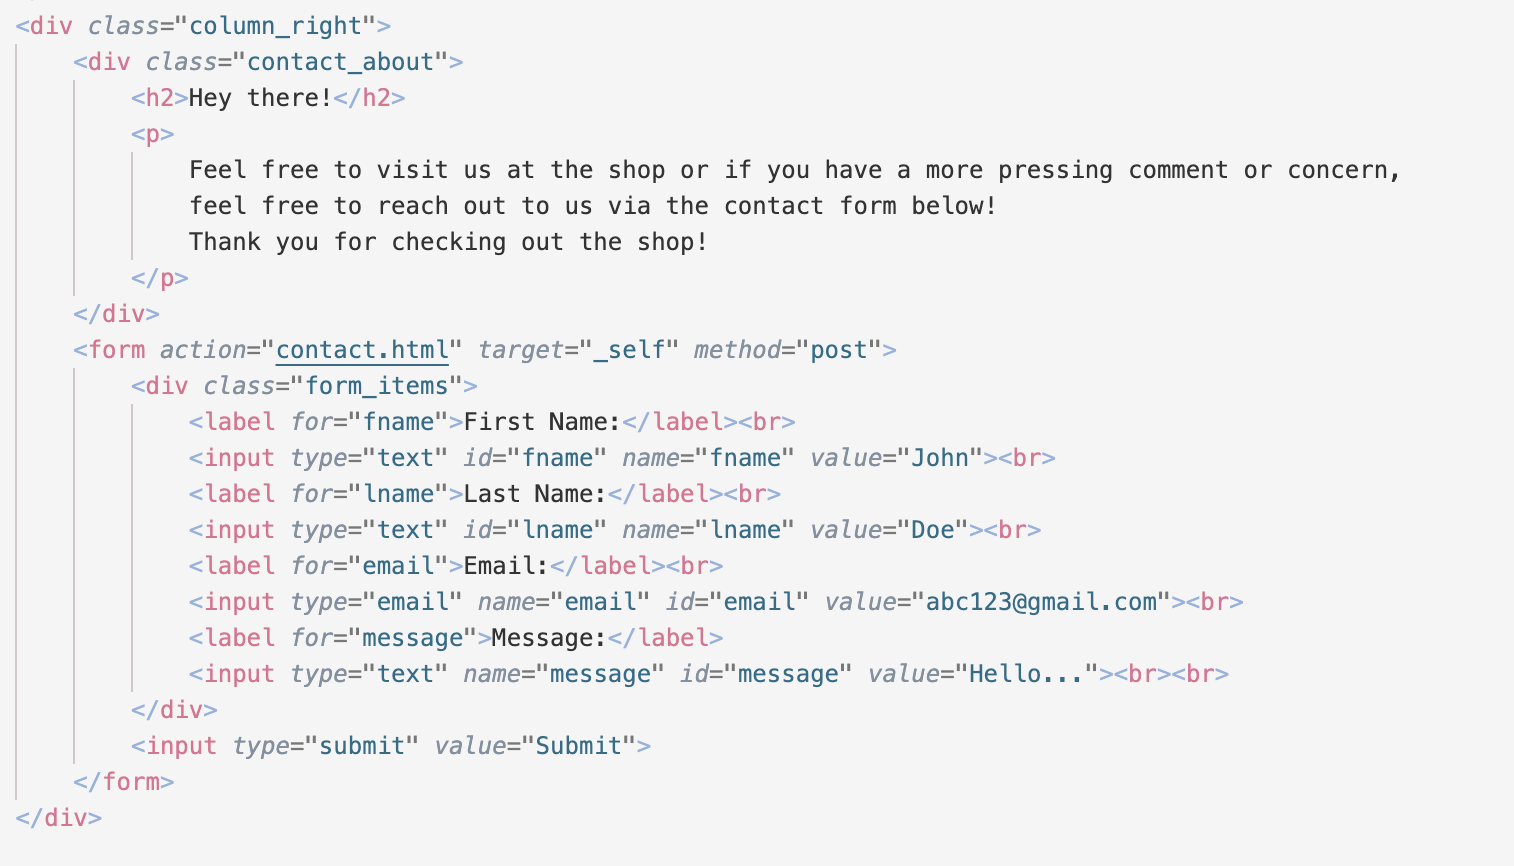 <div class="column_right">
<div class="contact_about">
<h2>Hey there!</h2>
<p>
Feel free to visit us at the shop or if you have a more pressing comment or concern,
feel free to reach out to us via the contact form below!
Thank you for checking out the shop!
</p>
</div>
<form action="contact.html" target="_self" method="post">
<div class="form_items">
<label for="fname">First Name:</label><br>
<input type="text" id="fname" name="fname" value="John"><br>
<label for="lname">Last Name:</label><br>
<input type="text" id="lname" name="lname" value="Doe"><br>
<label for="email">Email:</label><br>
<input type="email" name="email" id="email" value="abc123@gmail.com"><br>
<label for="message">Message:</label>
<input type="text" name="message" id="message" value="Hello..."><br><br>
</div>
<input type="submit" value="Submit">
</form>
</div>